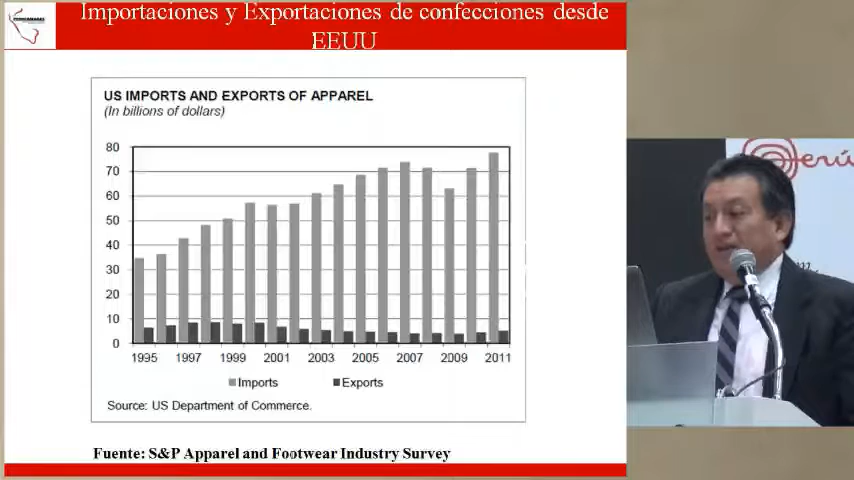 Importaciones y Exportaciones de confecciones desde
EEUU
US IMPORTS AND EXPORTS OF APPAREL
(In billions of dollars)
80
70
60
50
40
30
20
10
0
1995 1997 1999 2001 2003 2005 2007 2009 2011
Imports Exports
Source: US Department of Commerce.
Fuente: S&P Apparel and Footwear Industry Survey
Perú